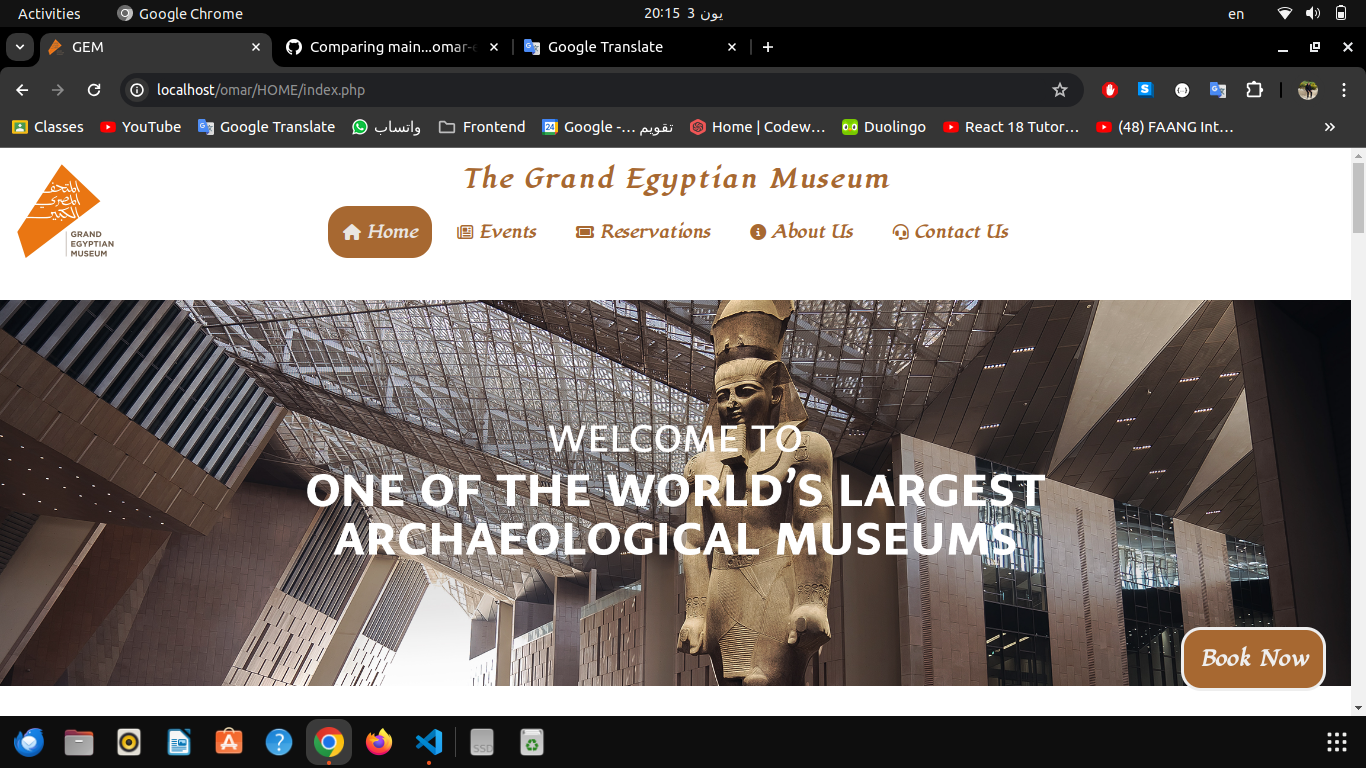 Activities Google Chrome 20:15 3 يون en
GEM Comparing main...omar-e Google Translate
localhost/omar/HOME/index.php
Classes YouTube Google Translate واتساب Frontend Google -... تقويم Home | Codew... Duolingo React 18 Tutor... (48) FAANG Int...
المتحف
المصري
الكبير
GRAND
EGYPTIAN
MUSEUM
The Grand Egyptian Museum
Home Events Reservations About Us Contact Us
WELCOME TO
ONE OF THE WORLD'S LARGEST
ARCHAEOLOGICAL MUSEUMS
Book Now
SSD